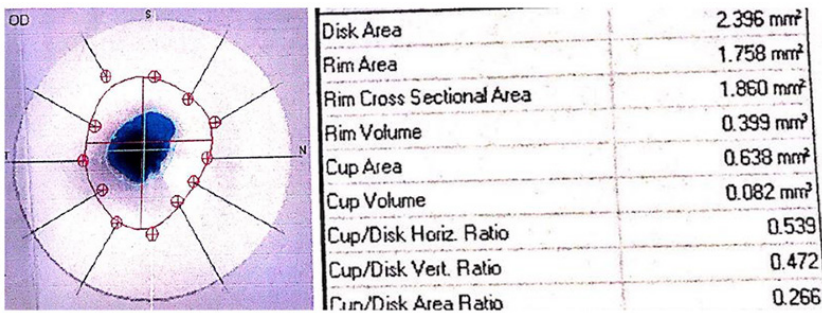 OD
S
T
N
Disk Area 2.396 mm²
Rim Area 1.758 mm²
Rim Cross Sectional Area 1.860 mm²
Rim Volume 0.399 mm³
Cup Area 0.638 mm²
Cup Volume 0.082 mm³
Cup/Disk Horiz. Ratio 0.539
Cup/Disk Vert. Ratio 0.472
Cup/Disk Area Ratio 0.266